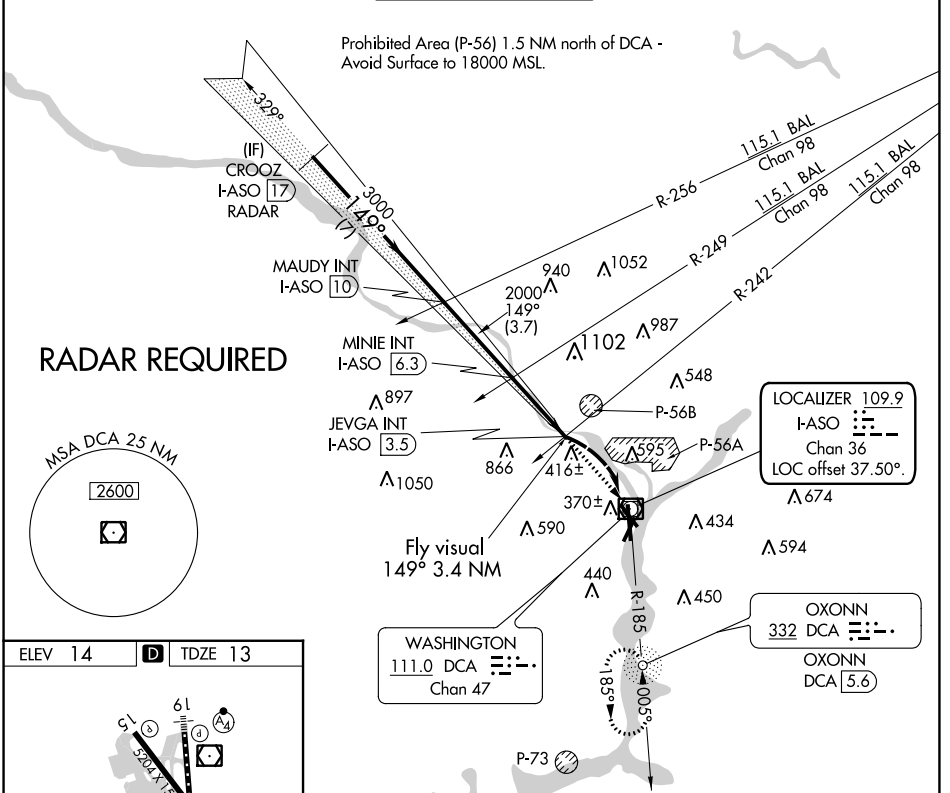 Prohibited Area (P-56) 1.5 NM north of DCA -
Avoid Surface to 18000 MSL.
329°
(IF)
CROOZ
I-ASO 17
RADAR
3000
149°
(7)
115.1 BAL
Chan 98
R-256
115.1 BAL
Chan 98
R-249
115.1 BAL
Chan 98
R-242
MAUDY INT
I-ASO 10
940
1052
2000
149°
(3.7)
RADAR REQUIRED
MINIE INT
I-ASO 6.3
1102
987
897
548
P-56B
JEVGA INT
I-ASO 3.5
LOCALIZER 109.9
I-ASO
Chan 36
LOC offset 37.50°.
MSA DCA 25 NM
2600
866
416±
595
P-56A
1050
370±
674
590
434
594
Fly visual
149° 3.4 NM
440
450
R-185
WASHINGTON
111.0 DCA
Chan 47
OXONN
332 DCA
OXONN
DCA 5.6
185°
005°
P-73
ELEV 14
D
TDZE 13
15
P
19
P
A4